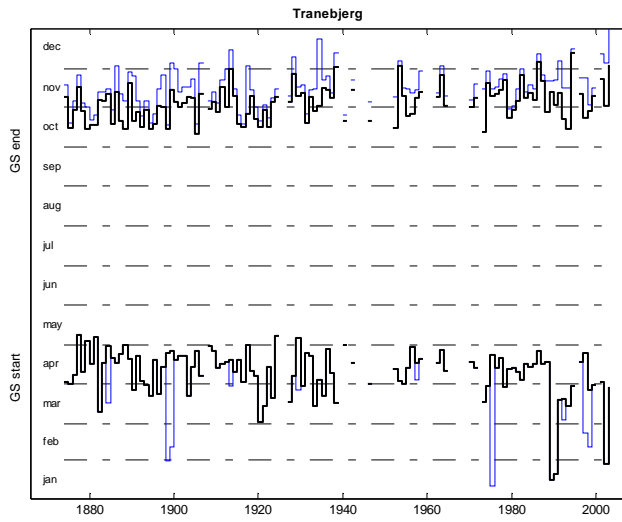 Tranebjerg
dec
nov
oct
sep
aug
jul
jun
may
apr
mar
feb
jan
GS end
GS start
1880 1900 1920 1940 1960 1980 2000